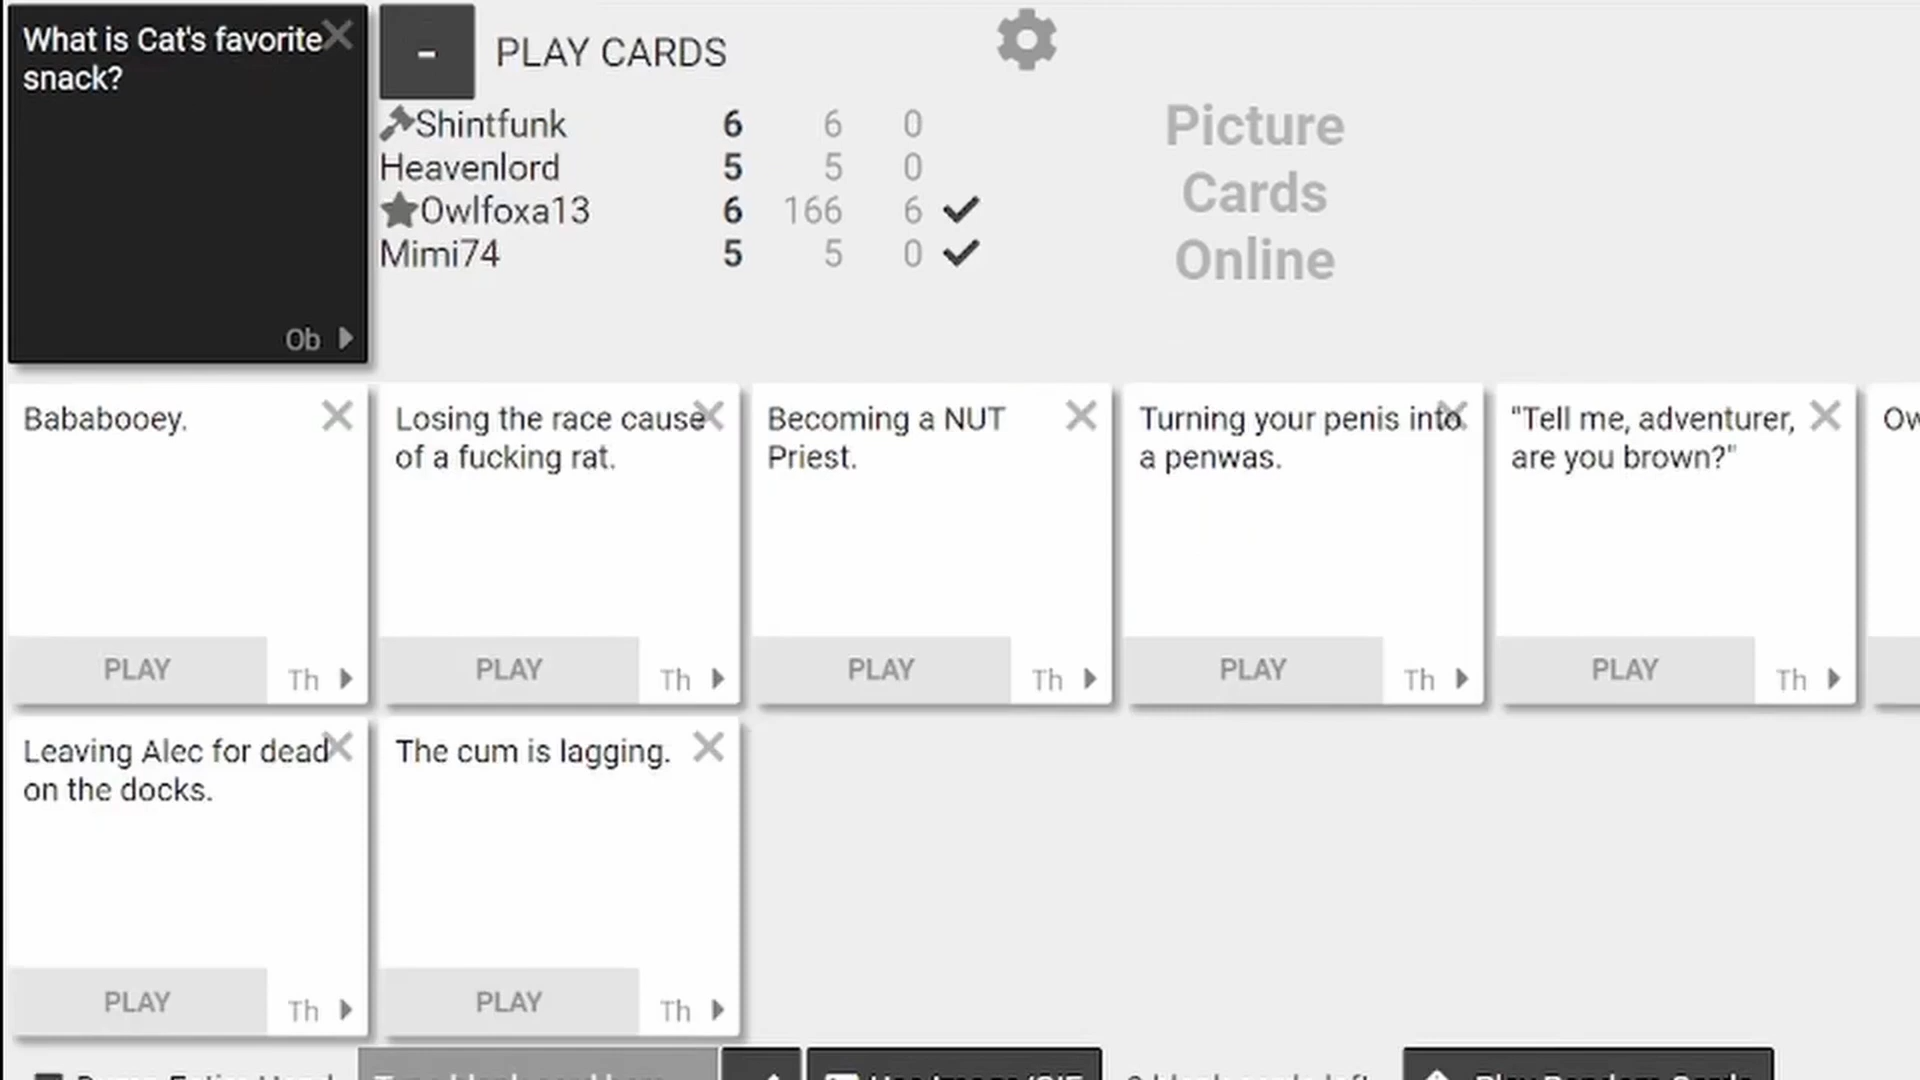 What is Cat's favorite
snack?
Ob
-
PLAY CARDS
Shintfunk 6 6 0
Heavenlord 5 5 0
Owlfoxa13 6 166 6
Mimi74 5 5 0
Picture
Cards
Online
Bababooey.
PLAY
Th
Losing the race cause
of a fucking rat.
PLAY
Th
Becoming a NUT
Priest.
PLAY
Th
Turning your penis into
a penwas.
PLAY
Th
"Tell me, adventurer,
are you brown?"
PLAY
Th
Leaving Alec for dead
on the docks.
PLAY
Th
The cum is lagging.
PLAY
Th
Play Random Cards